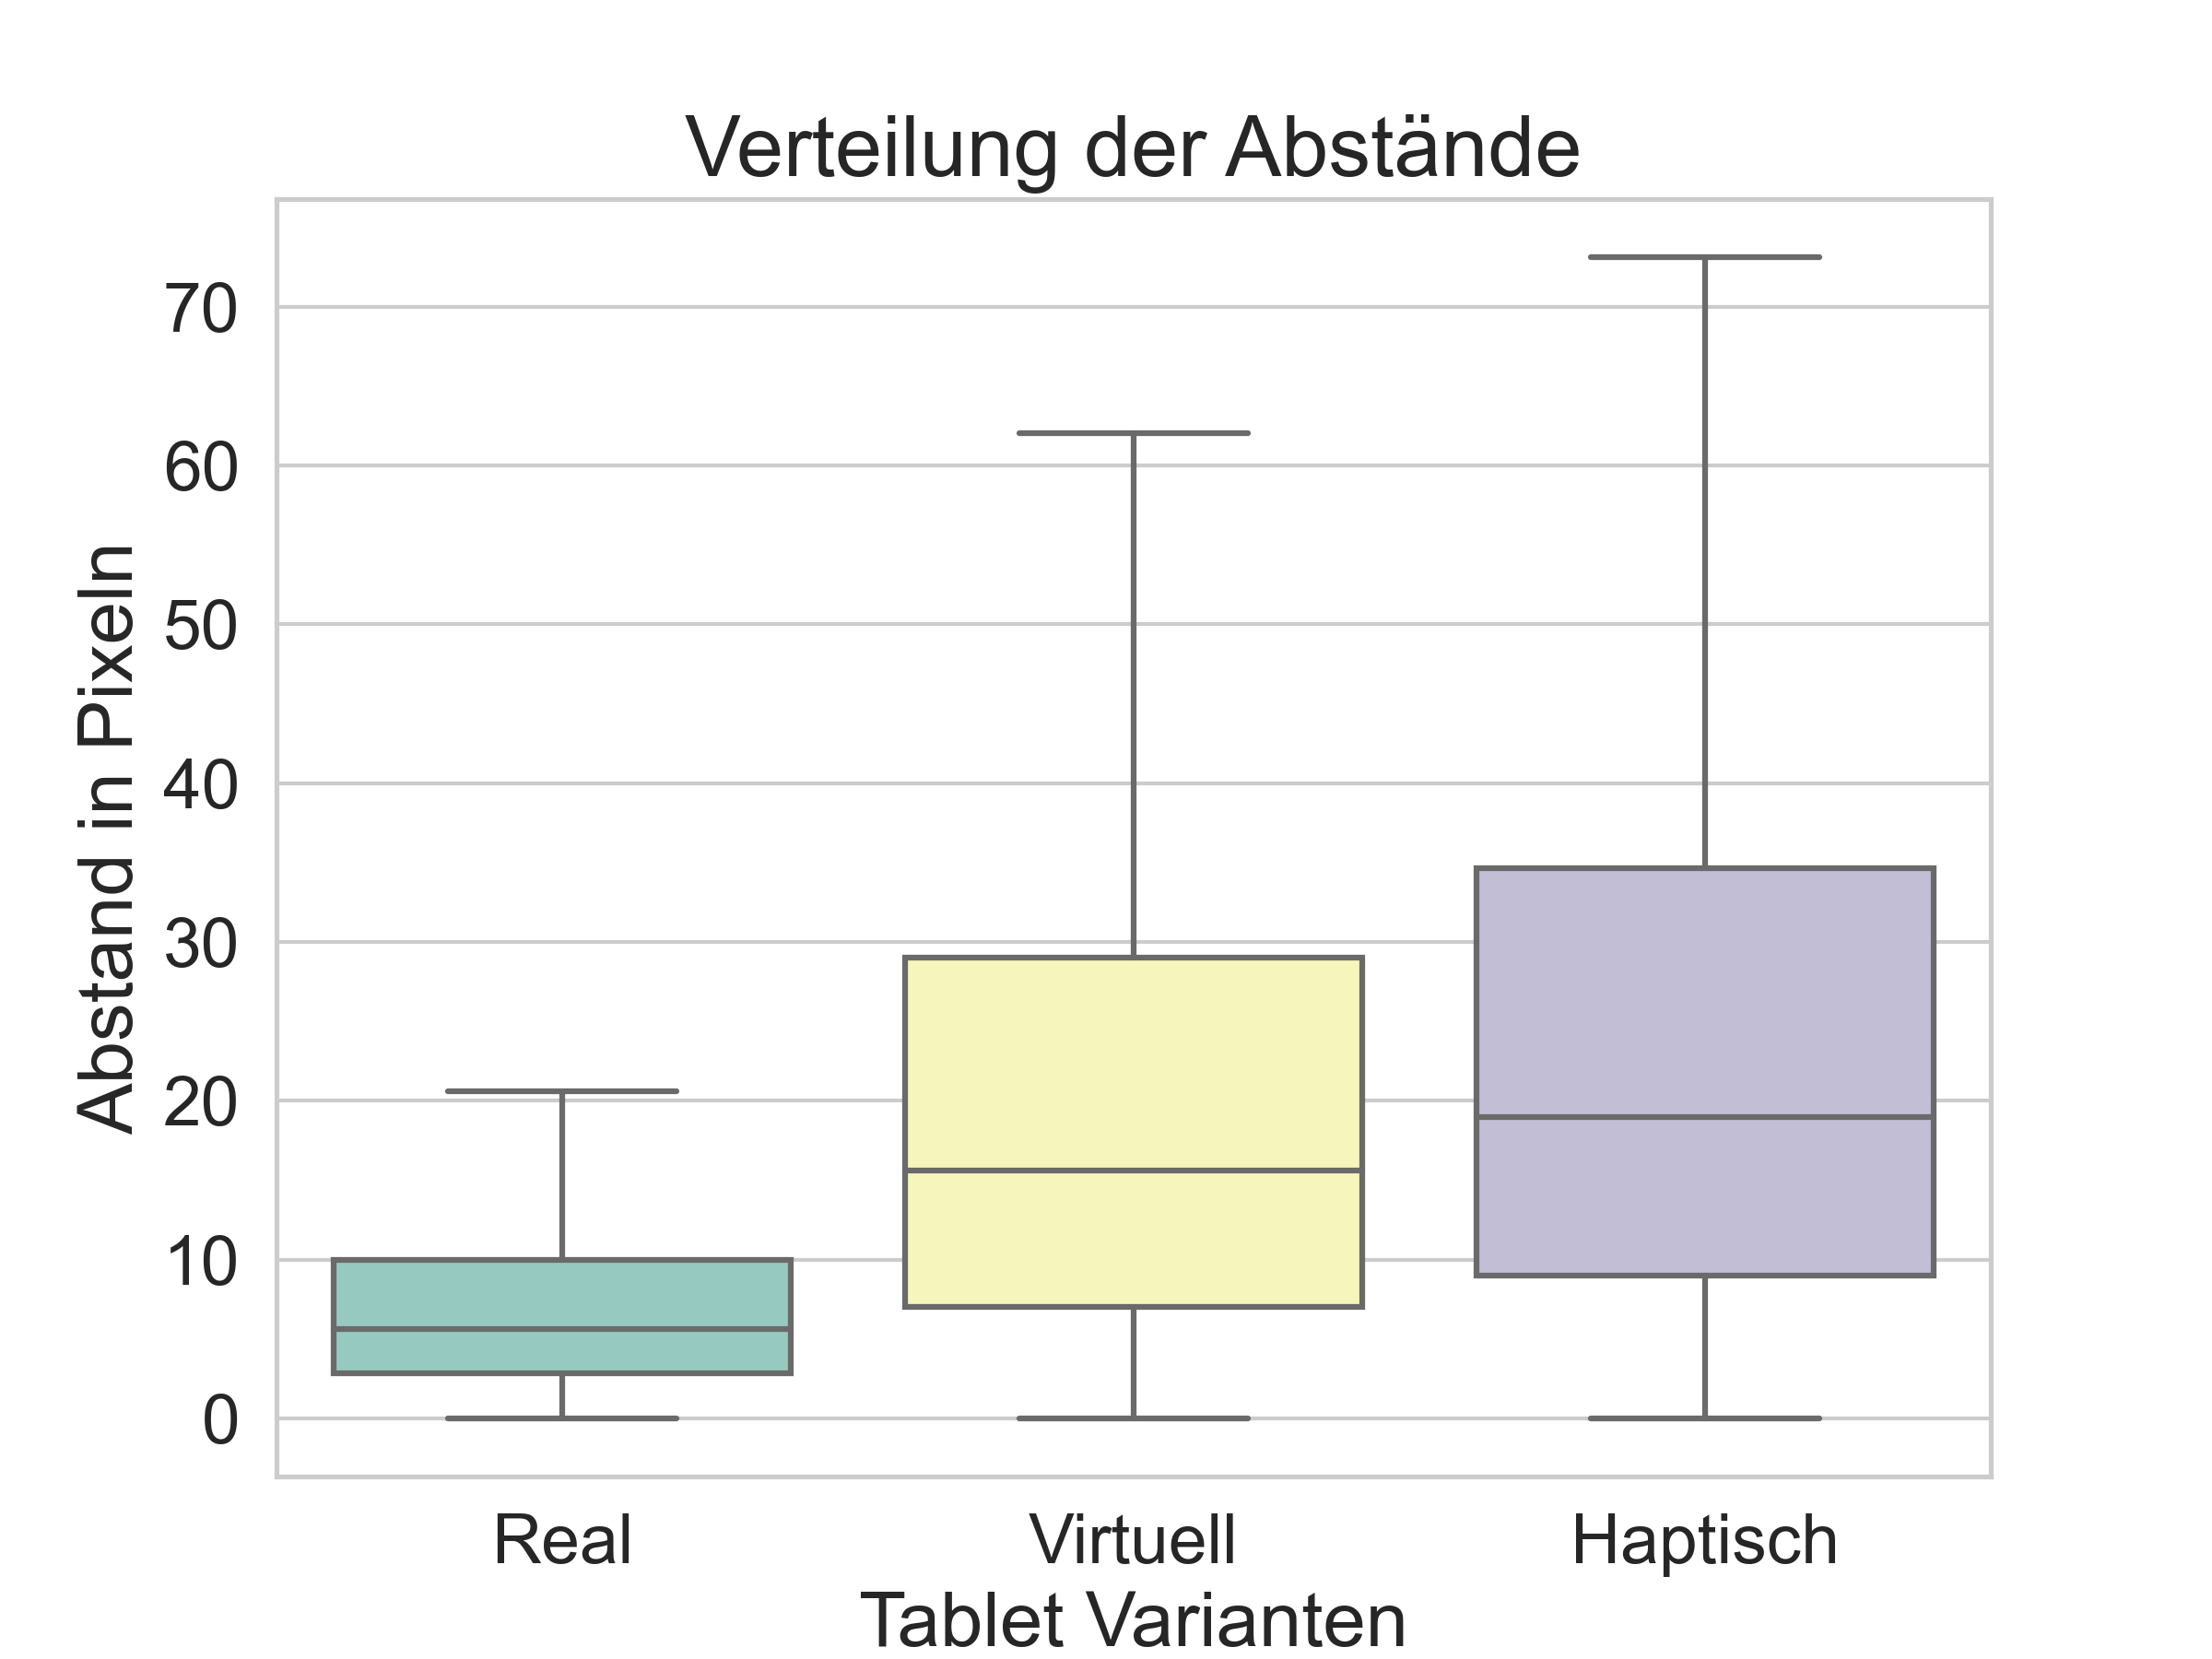 Verteilung der Abstände
Abstand in Pixeln
70
60
50
40
30
20
10
0
Real Virtuell Haptisch
Tablet Varianten